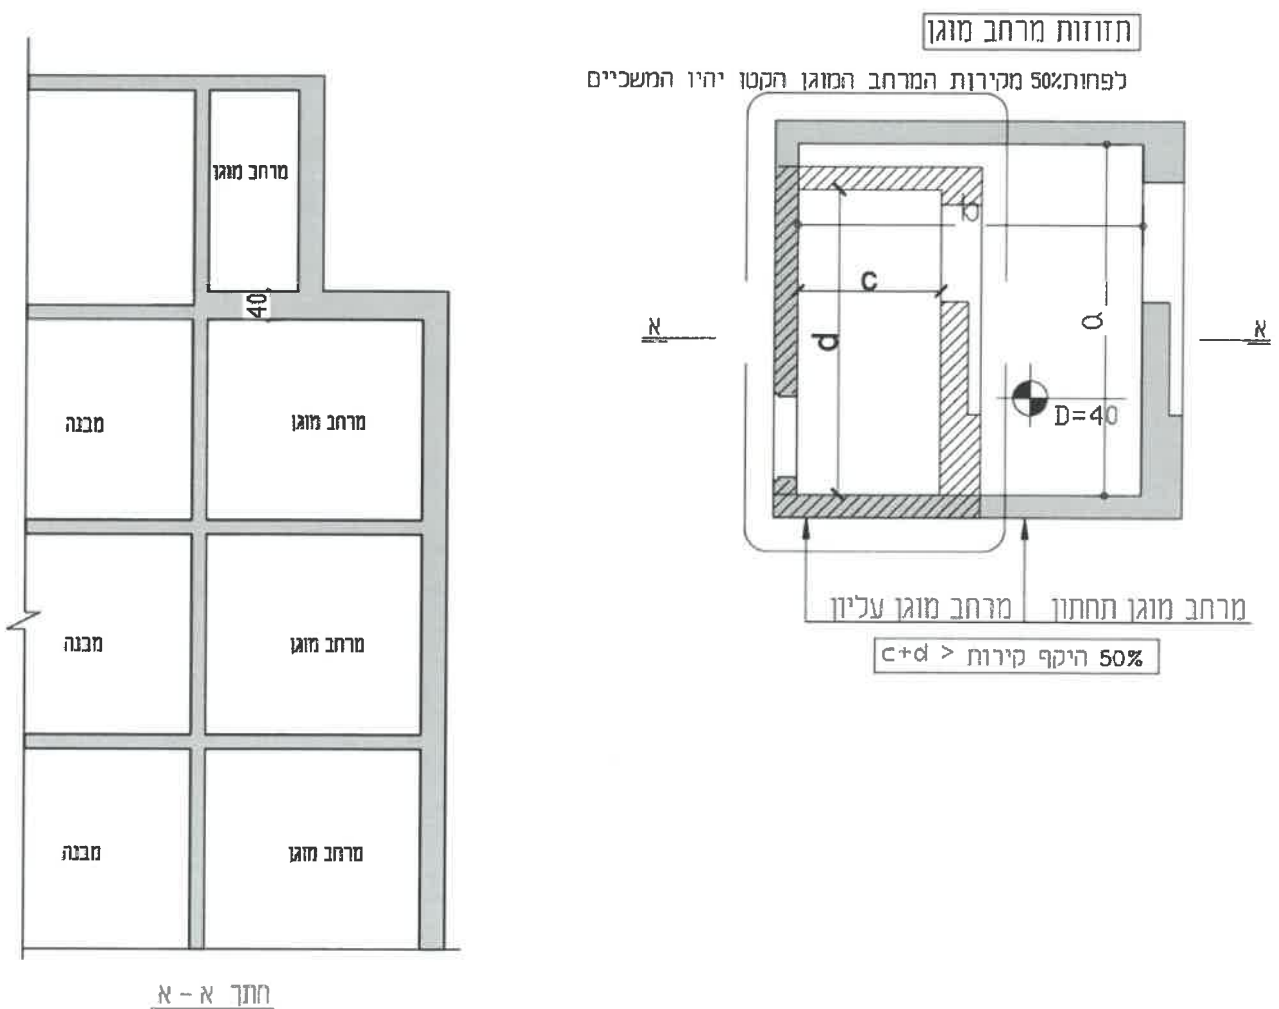 תזוזות מרחב מוגן
לפחות 50% מקירות המרחב המוגן הקטן יהיו המשכיים
b
c
d
a
א
א
D=40
מרחב מוגן תחתון
מרחב מוגן עליון
50% היקף קירות < c+d
מרחב מוגן
40
מבנה
מרחב מוגן
מבנה
מרחב מוגן
מבנה
מרחב מוגן
חתך א - א